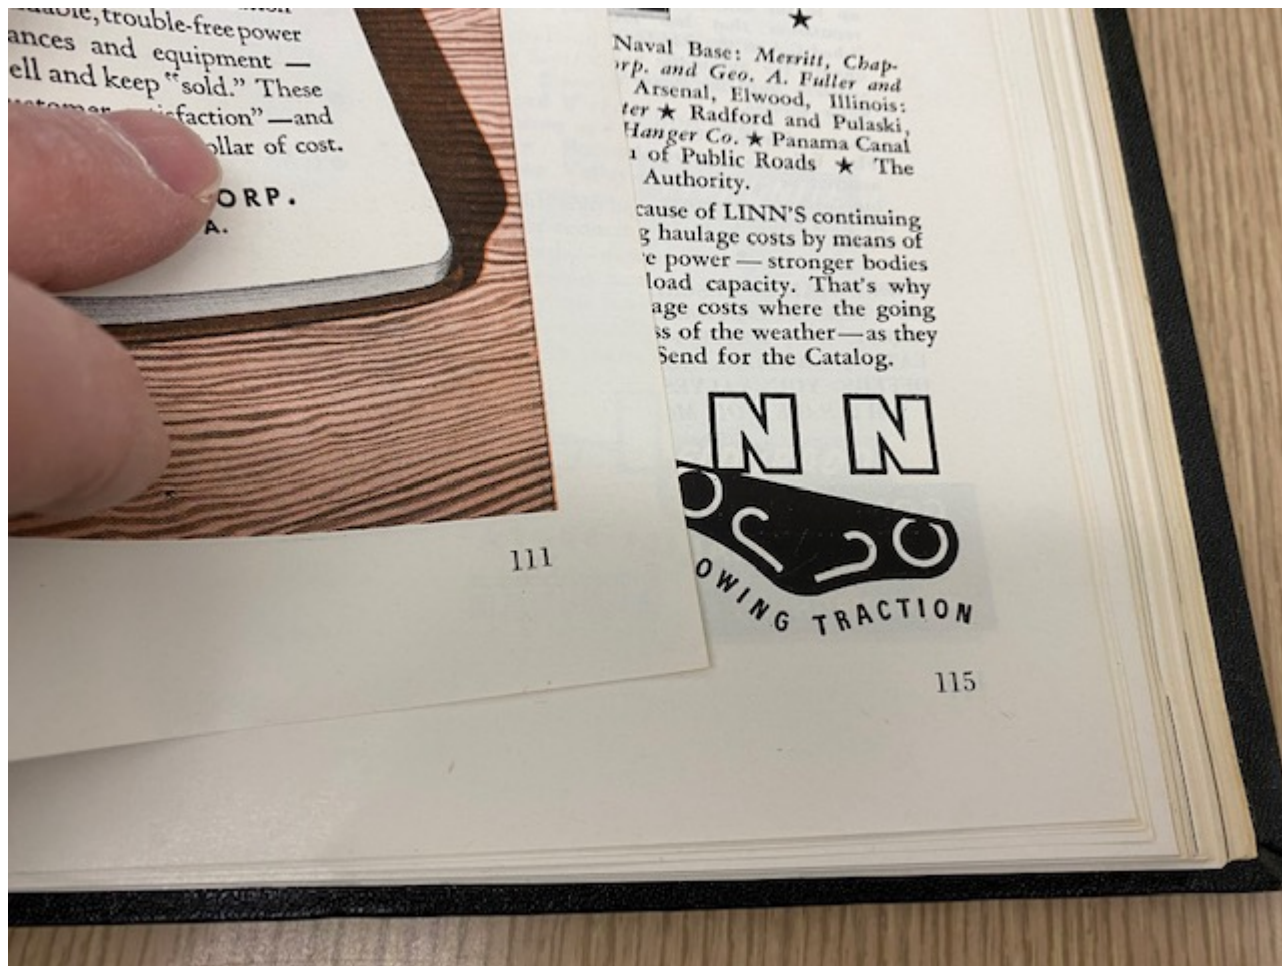 trouble-free power
ances and equipment —
ell and keep “sold.” These
faction”—and
ollar of cost.
ORP.
A.
111
★
Naval Base: Merritt, Chap-
rp. and Geo. A. Fuller and
Arsenal, Elwood, Illinois:
ter ★ Radford and Pulaski,
Hanger Co. ★ Panama Canal
of Public Roads ★ The
Authority.
cause of LINN'S continuing
g haulage costs by means of
e power — stronger bodies
load capacity. That's why
age costs where the going
ss of the weather—as they
Send for the Catalog.
N N
OWING TRACTION
115